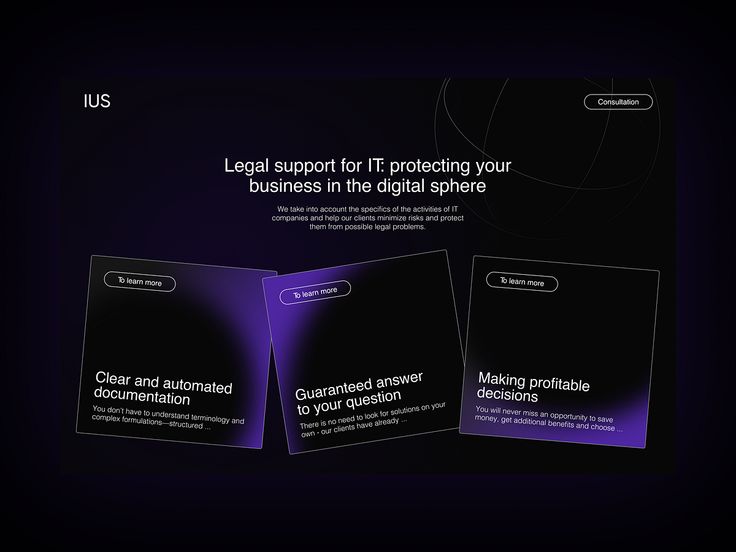 IUS
Consultation
Legal support for IT: protecting your
business in the digital sphere
We take into account the specifics of the activities of IT
companies and help our clients minimize risks and protect
them from possible legal problems.
To learn more
Clear and automated
documentation
You don't have to understand terminology and
complex formulations—structured ...
To learn more
Guaranteed answer
to your question
There is no need to look for solutions on your
own - our clients have already ...
To learn more
Making profitable
decisions
You will never miss an opportunity to save
money, get additional benefits and choose ...